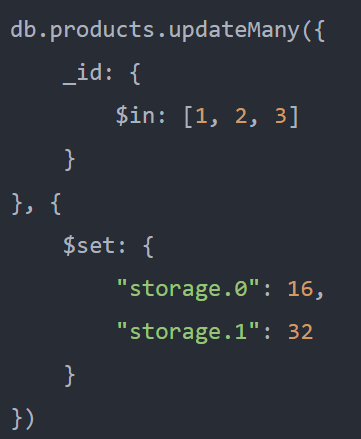 db.products.updateMany({
    _id: {
        $in: [1, 2, 3]
    }
}, {
    $set: {
        "storage.0": 16,
        "storage.1": 32
    }
})